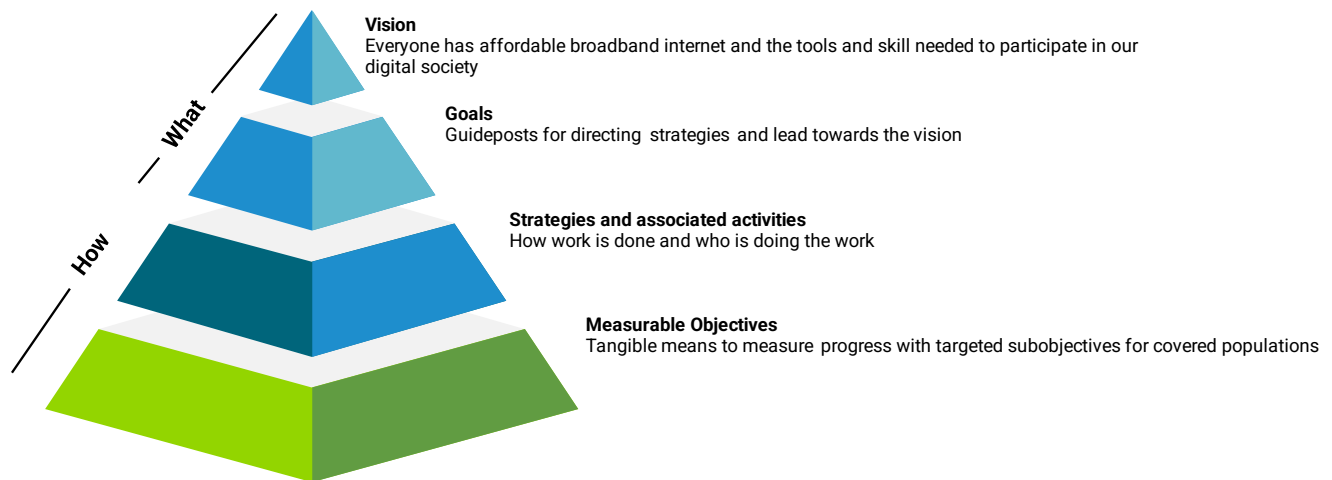 Vision
Everyone has affordable broadband internet and the tools and skill needed to participate in our
digital society
What
Goals
Guideposts for directing strategies and lead towards the vision
Strategies and associated activities
How work is done and who is doing the work
How
Measurable Objectives
Tangible means to measure progress with targeted subobjectives for covered populations